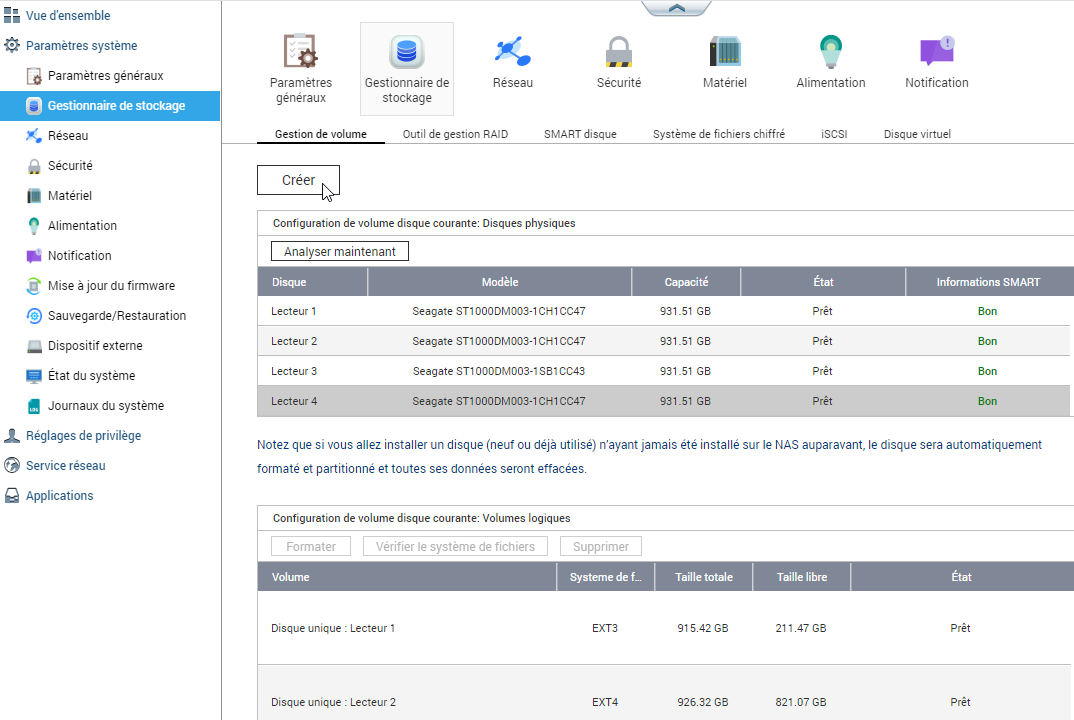 Vue d'ensemble
Paramètres système
Paramètres généraux
Gestionnaire de stockage
Réseau
Sécurité
Matériel
Alimentation
Notification
Mise à jour du firmware
Sauvegarde/Restauration
Dispositif externe
État du système
Journaux du système
Réglages de privilège
Service réseau
Applications
Paramètres
généraux
Gestionnaire de
stockage
Réseau
Sécurité
Matériel
Alimentation
Notification
Gestion de volume Outil de gestion RAID SMART disque Système de fichiers chiffré iSCSI Disque virtuel
Créer
Configuration de volume disque courante: Disques physiques
Analyser maintenant
Disque Modèle Capacité État Informations SMART
Lecteur 1 Seagate ST1000DM003-1CH1CC47 931.51 GB Prêt Bon
Lecteur 2 Seagate ST1000DM003-1CH1CC47 931.51 GB Prêt Bon
Lecteur 3 Seagate ST1000DM003-1SB1CC43 931.51 GB Prêt Bon
Lecteur 4 Seagate ST1000DM003-1CH1CC47 931.51 GB Prêt Bon
Notez que si vous allez installer un disque (neuf ou déjà utilisé) n'ayant jamais été installé sur le NAS auparavant, le disque sera automatiquement
formaté et partitionné et toutes ses données seront effacées.
Configuration de volume disque courante: Volumes logiques
Formater Vérifier le système de fichiers Supprimer
Volume Systeme de f... Taille totale Taille libre État
Disque unique : Lecteur 1 EXT3 915.42 GB 211.47 GB Prêt
Disque unique : Lecteur 2 EXT4 926.32 GB 821.07 GB Prêt